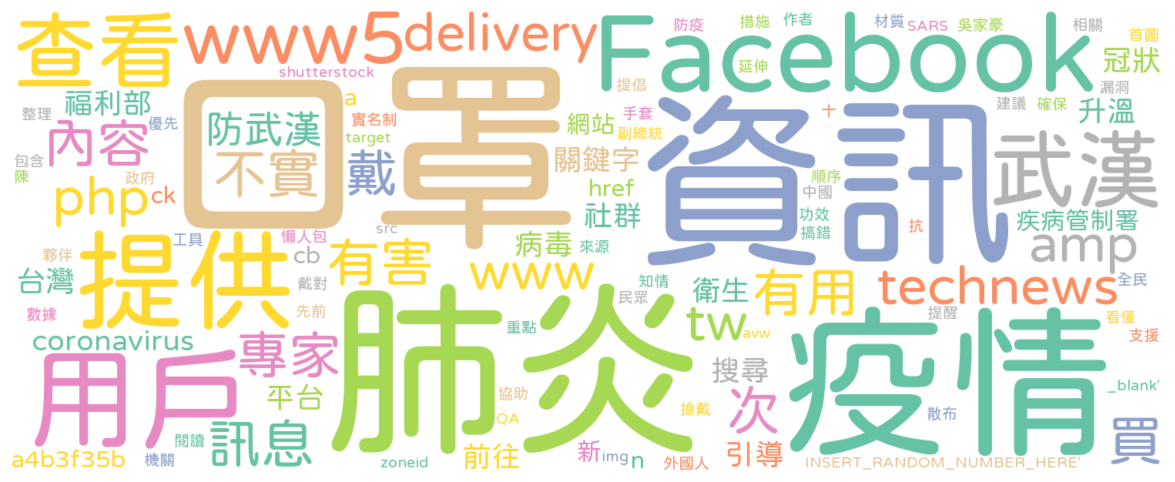 查看
www5
delivery
Facebook
防疫
措施
作者
材質
SARS
吳家豪
相關
首圖
shutterstock
提倡
延伸
冠狀
漏洞
整理
福利部
優先
a
實名制
target
口罩
手套
副總統
十
建議
確保
升溫
內容
防武漢
網站
資訊
武漢
包含
陳
政府
不實
戴
關鍵字
順序
中國
php
ck
href
社群
功效
搞錯
抗
疾病管制署
工具
懶人包
src
病毒
來源
amp
夥伴
提供
cb
有害
台灣
戴對
www
知情
民眾
衛生
有用
technews
全民
數據
先前
提醒
看懂
coronavirus
專家
肺炎
重點
tw
avw
疫情
支援
用戶
平台
協助
搜尋
_blank'
QA
搶戴
次
散布
買
閱讀
訊息
a4b3f35b
機關
zoneid
前往
新
img
n
外國人
引導
INSERT_RANDOM_NUMBER_HERE'